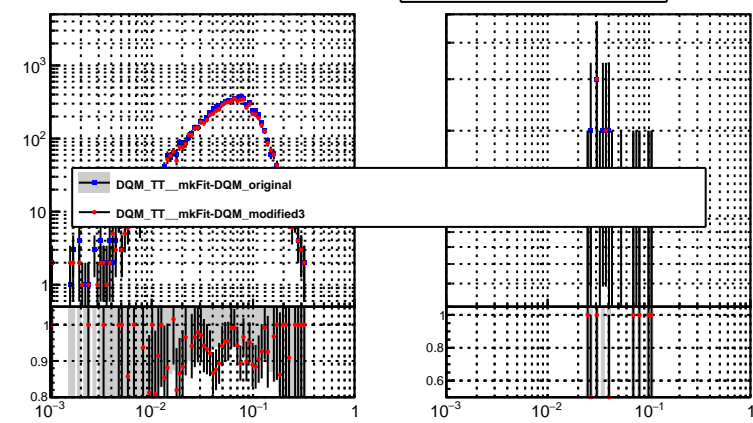 10³
10²
DQM_TT__mkFit-DQM_original
10
DQM_TT__mkFit-DQM_modified3
1
1 1
0.9 0.8
0.8 0.6
10⁻³ 10⁻² 10⁻¹ 1 10⁻³ 10⁻² 10⁻¹ 1